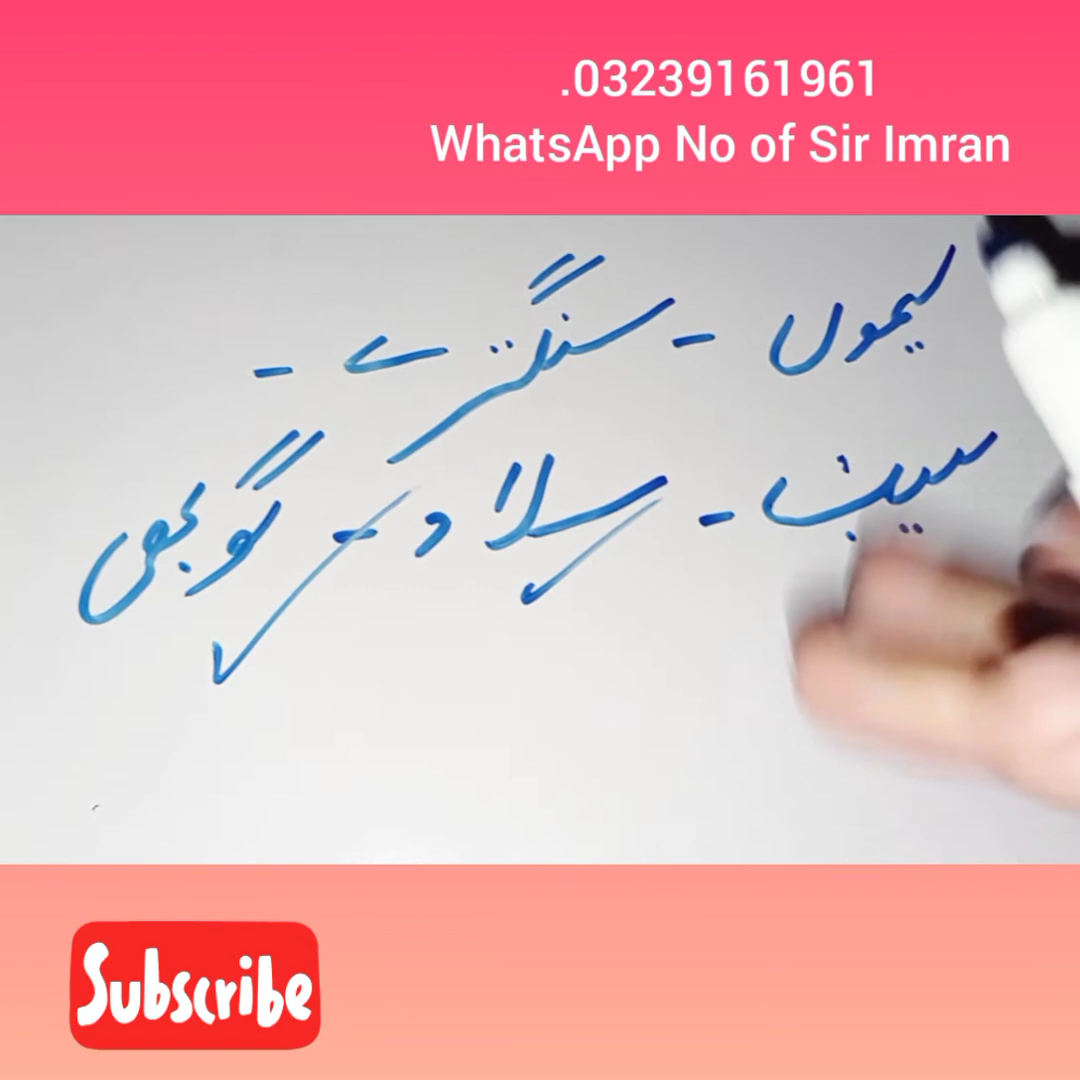 .03239161961
WhatsApp No of Sir Imran
لیموں - سنگترے -
سیب - سلاد - گوبھی
Subscribe